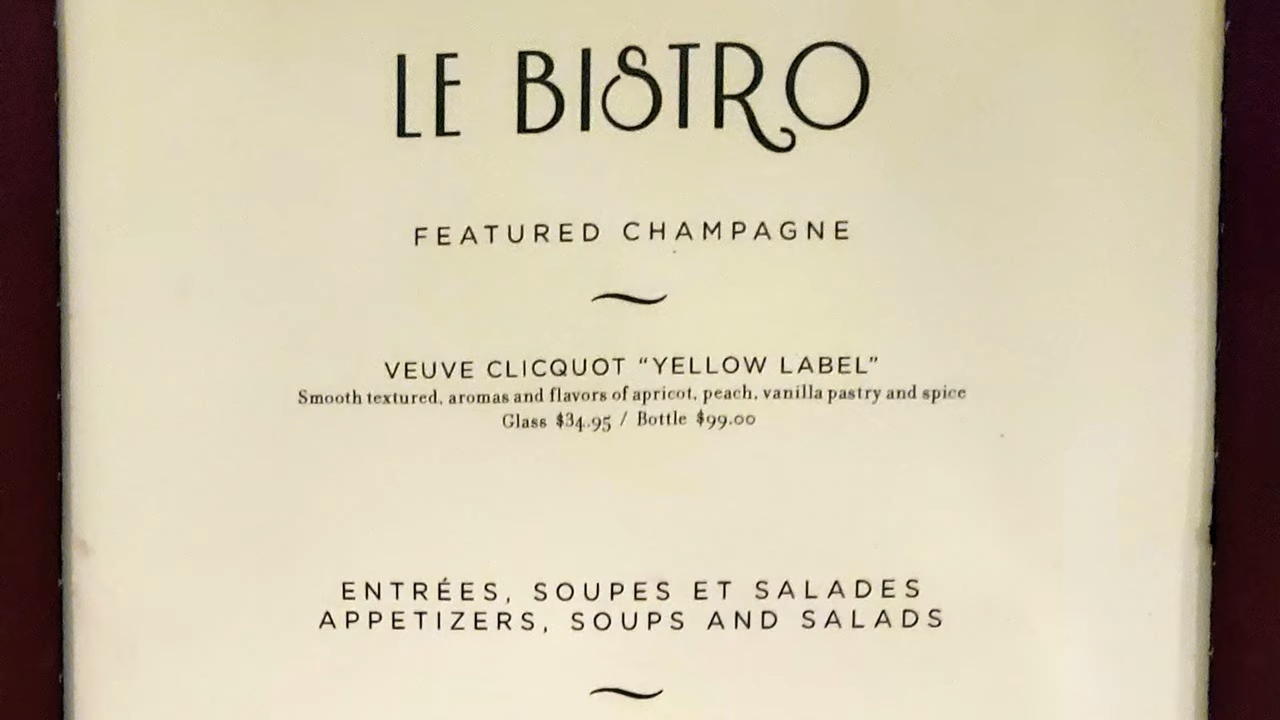 LE BISTRO
FEATURED CHAMPAGNE
VEUVE CLICQUOT “YELLOW LABEL”
Smooth textured, aromas and flavors of apricot, peach, vanilla pastry and spice
Glass $34.95 / Bottle $99.00
ENTRÉES, SOUPES ET SALADES
APPETIZERS, SOUPS AND SALADS